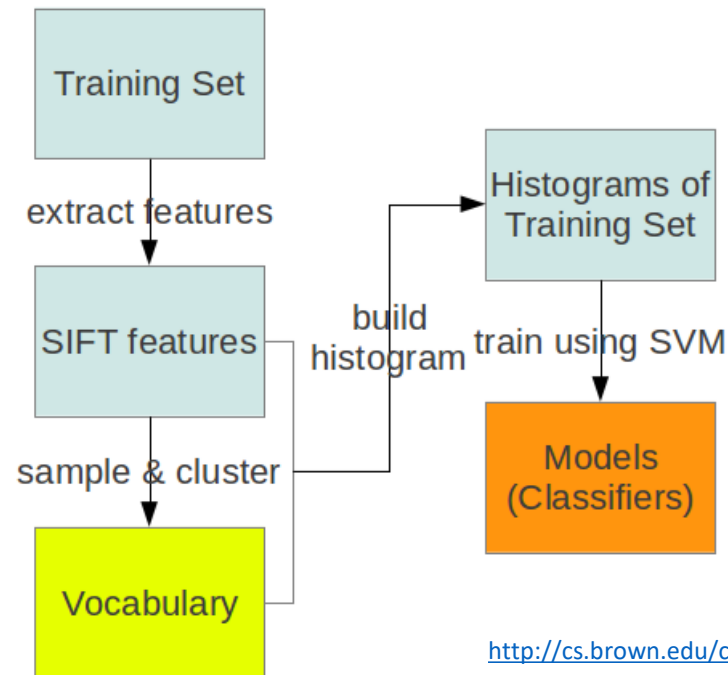 Training Set
extract features
SIFT features
sample & cluster
Vocabulary
build
histogram
Histograms of
Training Set
train using SVM
Models
(Classifiers)
http://cs.brown.edu/c